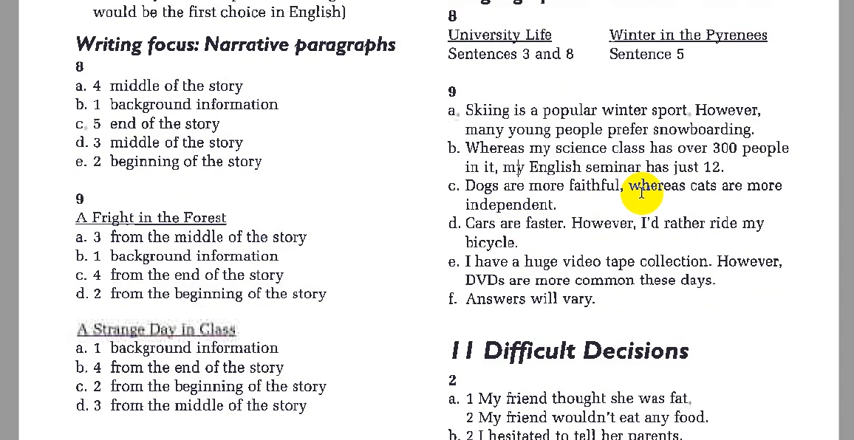 would be the first choice in English)
Writing focus: Narrative paragraphs
8
a. 4 middle of the story
b. 1 background information
c. 5 end of the story
d. 3 middle of the story
e. 2 beginning of the story
9
A Fright in the Forest
a. 3 from the middle of the story
b. 1 background information
c. 4 from the end of the story
d. 2 from the beginning of the story
A Strange Day in Class
a. 1 background information
b. 4 from the end of the story
c. 2 from the beginning of the story
d. 3 from the middle of the story
8
University Life Winter in the Pyrenees
Sentences 3 and 8 Sentence 5
9
a. Skiing is a popular winter sport. However,
many young people prefer snowboarding.
b. Whereas my science class has over 300 people
in it, my English seminar has just 12.
c. Dogs are more faithful, whereas cats are more
independent.
d. Cars are faster. However, I'd rather ride my
bicycle.
e. I have a huge video tape collection. However,
DVDs are more common these days.
f. Answers will vary.
11 Difficult Decisions
2
a. 1 My friend thought she was fat.
2 My friend wouldn't eat any food.
b. 2 I hesitated to tell her parents.